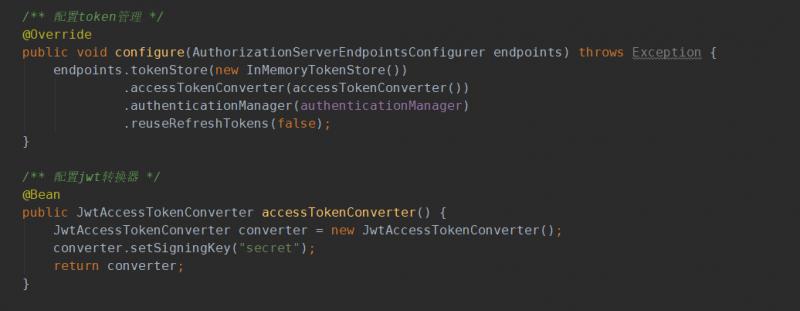 /** 配置token管理 */
@Override
public void configure(AuthorizationServerEndpointsConfigurer endpoints) throws Exception {
    endpoints.tokenStore(new InMemoryTokenStore())
            .accessTokenConverter(accessTokenConverter())
            .authenticationManager(authenticationManager)
            .reuseRefreshTokens(false);
}

/** 配置jwt转换器 */
@Bean
public JwtAccessTokenConverter accessTokenConverter() {
    JwtAccessTokenConverter converter = new JwtAccessTokenConverter();
    converter.setSigningKey("secret");
    return converter;
}